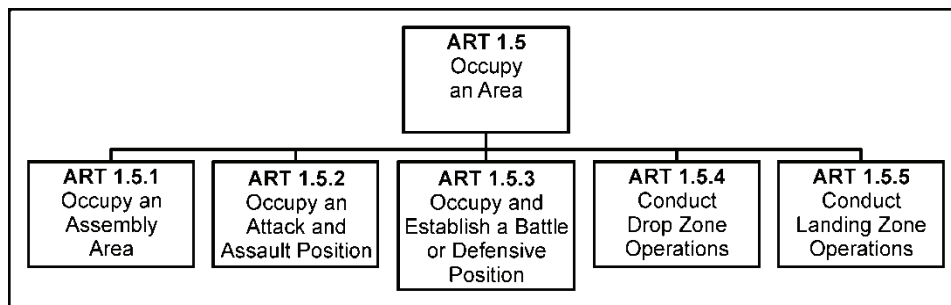 ART 1.5
Occupy
an Area
ART 1.5.1
Occupy an
Assembly
Area
ART 1.5.2
Occupy an
Attack and
Assault Position
ART 1.5.3
Occupy and
Establish a Battle
or Defensive
Position
ART 1.5.4
Conduct
Drop Zone
Operations
ART 1.5.5
Conduct
Landing Zone
Operations